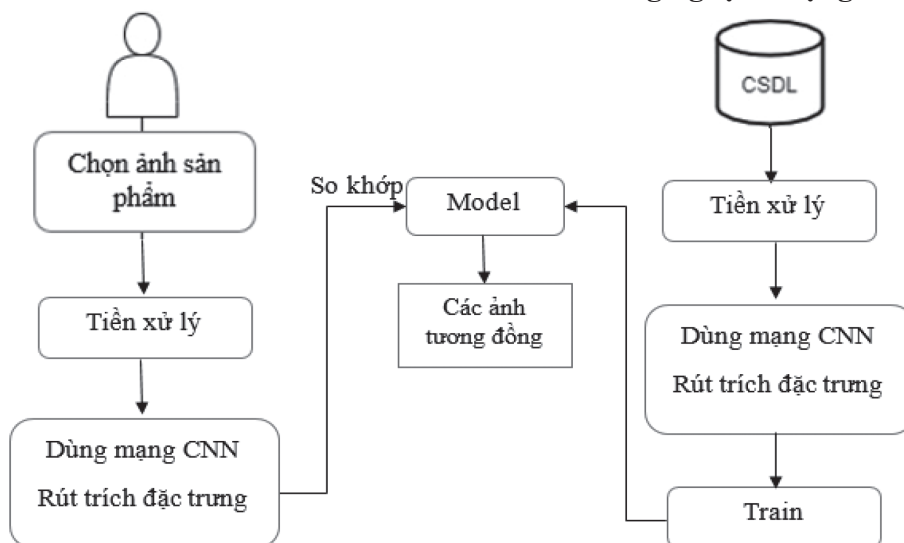 CSDL
Chọn ảnh sản
phẩm
So khớp
Model
Tiền xử lý
Các ảnh
tương đồng
Tiền xử lý
Dùng mạng CNN
Rút trích đặc trưng
Dùng mạng CNN
Rút trích đặc trưng
Train